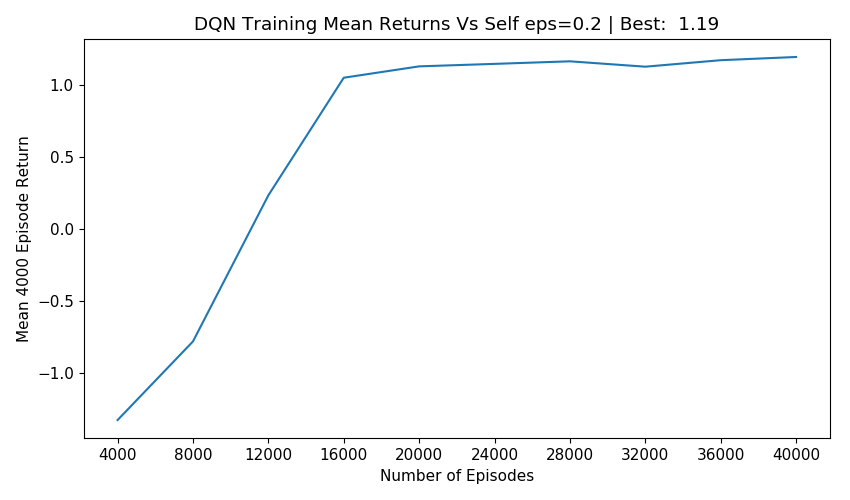 DQN Training Mean Returns Vs Self eps=0.2 | Best:  1.19
Mean 4000 Episode Return
1.0
0.5
0.0
−0.5
−1.0
4000 8000 12000 16000 20000 24000 28000 32000 36000 40000
Number of Episodes